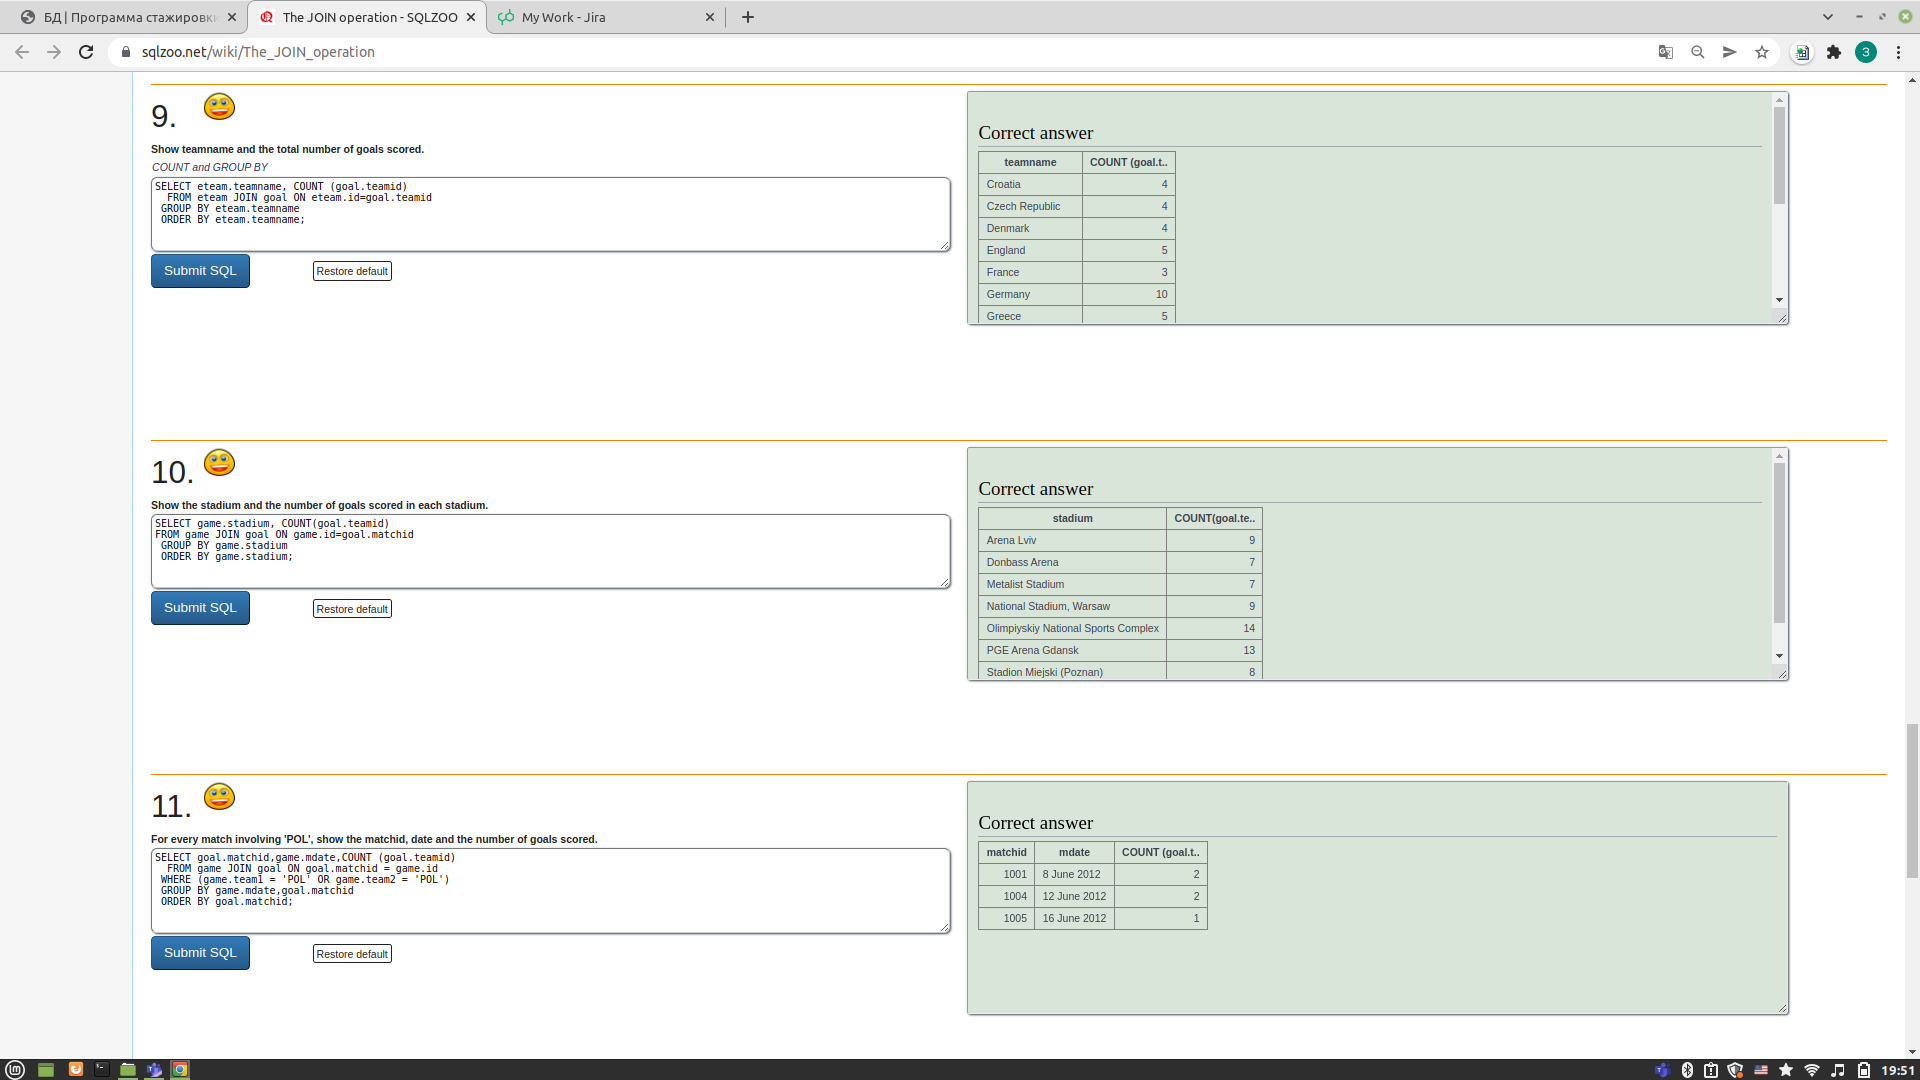 БД | Программа стажировки
The JOIN operation - SQLZOO
My Work - Jira
sqlzoo.net/wiki/The_JOIN_operation
З
9.
Show teamname and the total number of goals scored.
COUNT and GROUP BY
SELECT eteam.teamname, COUNT (goal.teamid)
FROM eteam JOIN goal ON eteam.id=goal.teamid
GROUP BY eteam.teamname
ORDER BY eteam.teamname;
Submit SQL
Restore default
Correct answer
teamname COUNT (goal.t..
Croatia 4
Czech Republic 4
Denmark 4
England 5
France 3
Germany 10
Greece 5
10.
Show the stadium and the number of goals scored in each stadium.
SELECT game.stadium, COUNT(goal.teamid)
FROM game JOIN goal ON game.id=goal.matchid
GROUP BY game.stadium
ORDER BY game.stadium;
Submit SQL
Restore default
Correct answer
stadium COUNT(goal.te..
Arena Lviv 9
Donbass Arena 7
Metalist Stadium 7
National Stadium, Warsaw 9
Olimpiyskiy National Sports Complex 14
PGE Arena Gdansk 13
Stadion Miejski (Poznan) 8
11.
For every match involving 'POL', show the matchid, date and the number of goals scored.
SELECT goal.matchid,game.mdate,COUNT (goal.teamid)
FROM game JOIN goal ON goal.matchid = game.id
WHERE (game.team1 = 'POL' OR game.team2 = 'POL')
GROUP BY game.mdate,goal.matchid
ORDER BY goal.matchid;
Submit SQL
Restore default
Correct answer
matchid mdate COUNT (goal.t..
1001 8 June 2012 2
1004 12 June 2012 2
1005 16 June 2012 1
19:51